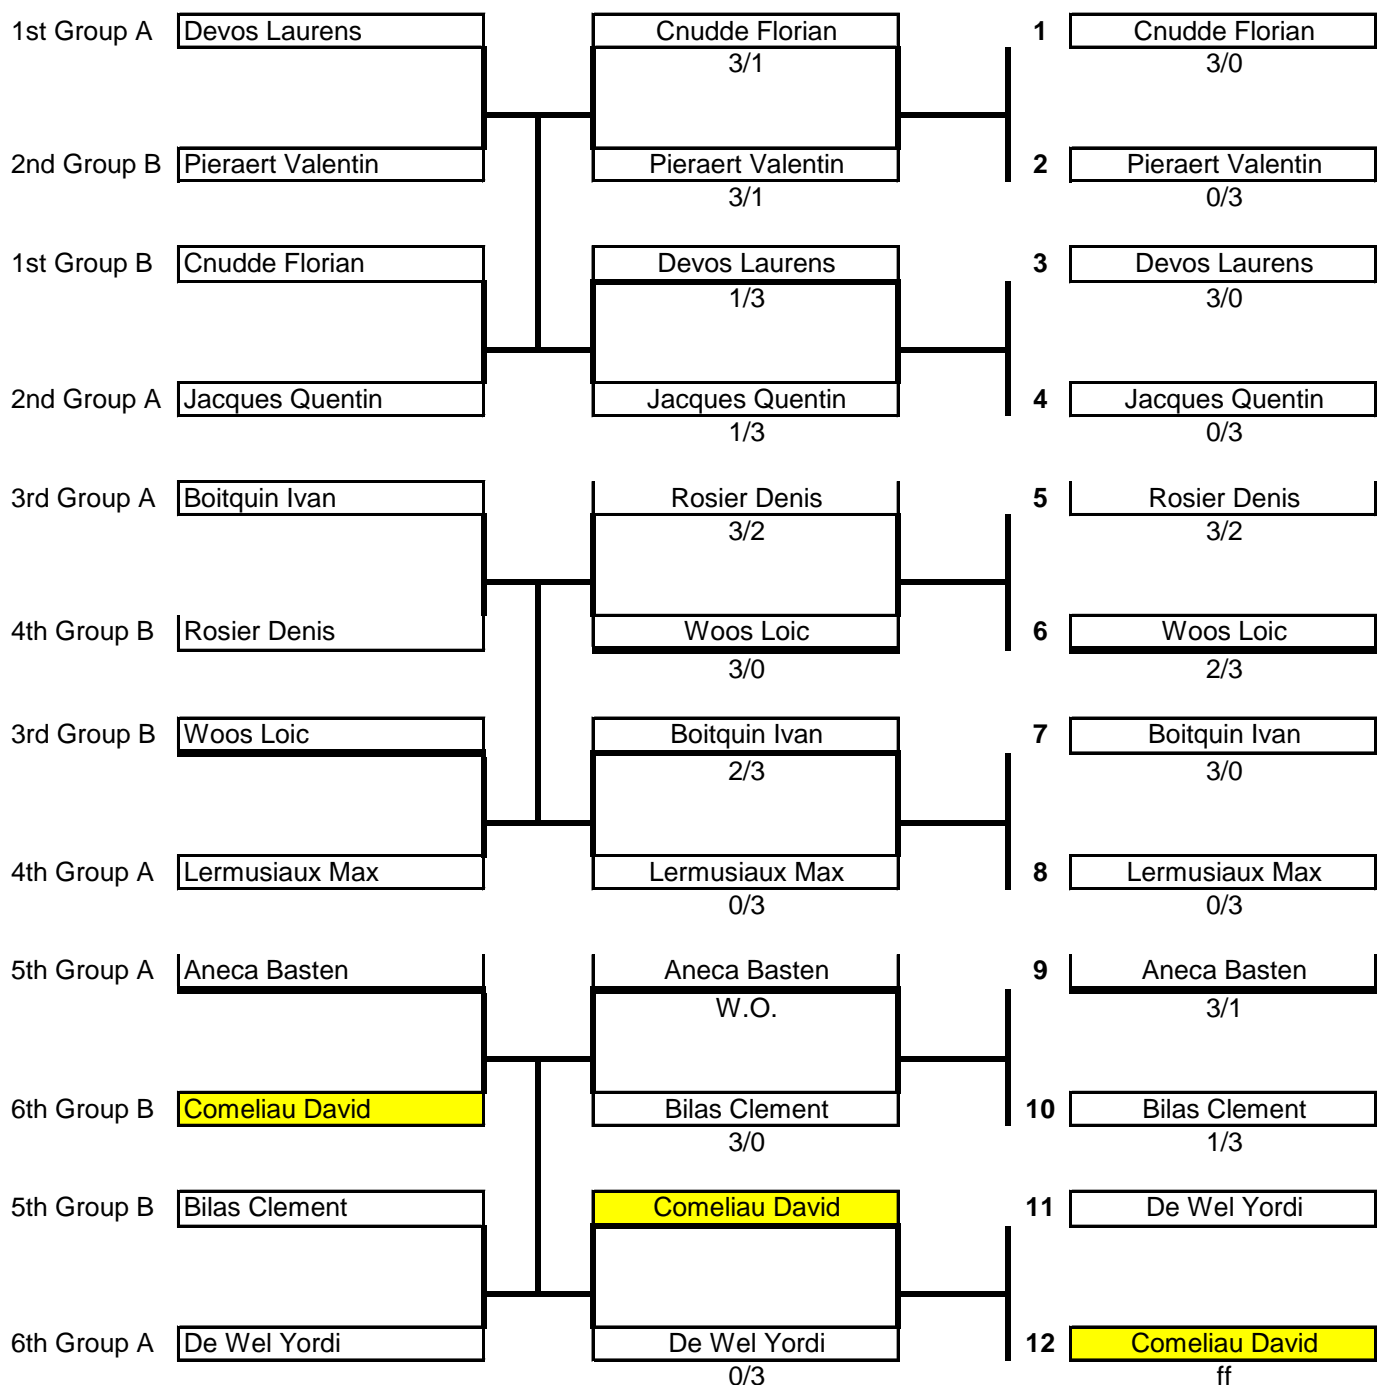 1st Group A Devos Laurens Cnudde Florian 1 Cnudde Florian
3/1 3/0
2nd Group B Pieraert Valentin Pieraert Valentin 2 Pieraert Valentin
3/1 0/3
1st Group B Cnudde Florian Devos Laurens 3 Devos Laurens
1/3 3/0
2nd Group A Jacques Quentin Jacques Quentin 4 Jacques Quentin
1/3 0/3
3rd Group A Boitquin Ivan Rosier Denis 5 Rosier Denis
3/2 3/2
4th Group B Rosier Denis Woos Loic 6 Woos Loic
3/0 2/3
3rd Group B Woos Loic Boitquin Ivan 7 Boitquin Ivan
2/3 3/0
4th Group A Lermusiaux Max Lermusiaux Max 8 Lermusiaux Max
0/3 0/3
5th Group A Aneca Basten Aneca Basten 9 Aneca Basten
W.O. 3/1
6th Group B Comeliau David Bilas Clement 10 Bilas Clement
3/0 1/3
5th Group B Bilas Clement Comeliau David 11 De Wel Yordi
6th Group A De Wel Yordi De Wel Yordi 12 Comeliau David
0/3 ff